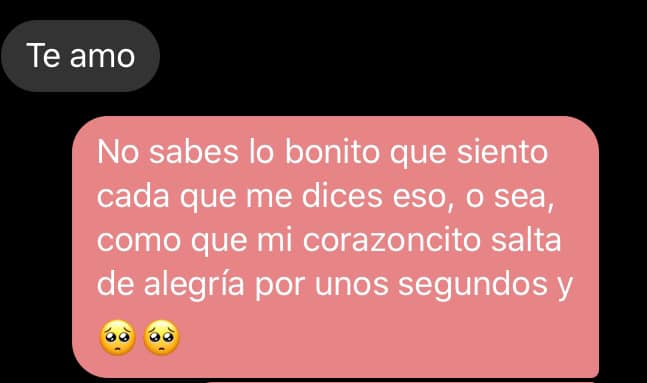 Te amo
No sabes lo bonito que siento
cada que me dices eso, o sea,
como que mi corazoncito salta
de alegría por unos segundos y
🥺🥺